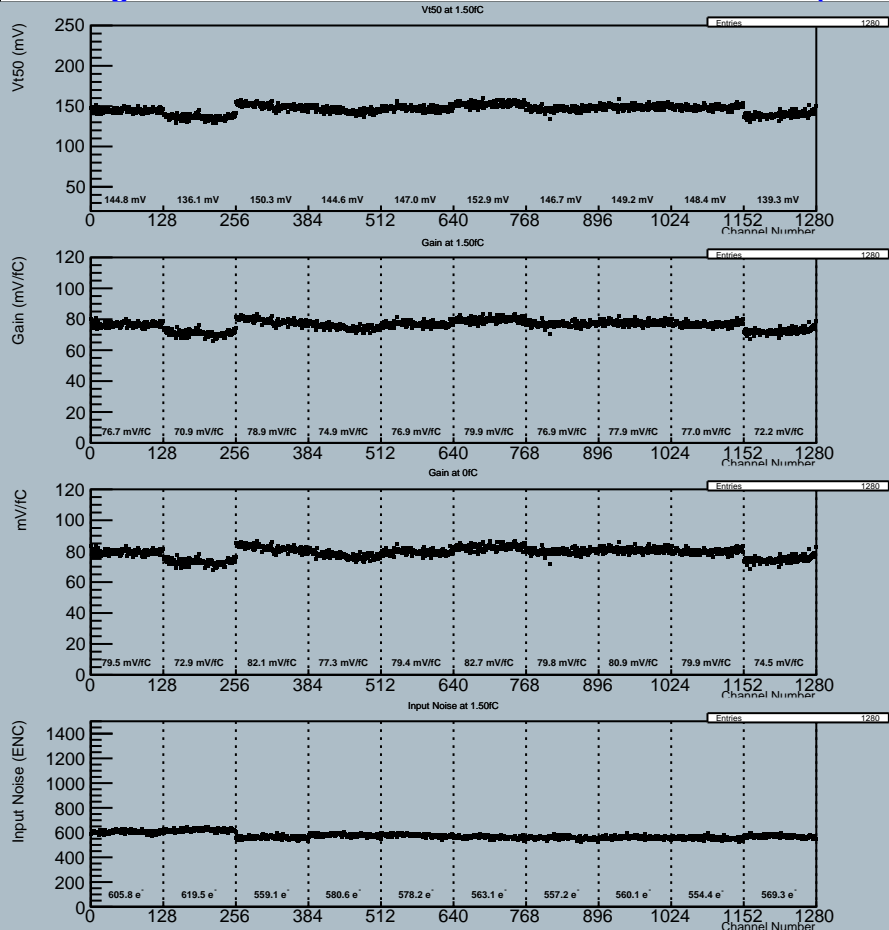 Vt50 at 1.50fC
Entries 1280
Vt50 (mV)
250
200
150
100
50
144.8 mV 136.1 mV 150.3 mV 144.6 mV 147.0 mV 152.9 mV 146.7 mV 149.2 mV 148.4 mV 139.3 mV
0 128 256 384 512 640 768 896 1024 1152 1280
Channel Number
Gain at 1.50fC
Entries 1280
Gain (mV/fC)
120
100
80
60
40
20
0
76.7 mV/fC 70.9 mV/fC 78.9 mV/fC 74.9 mV/fC 76.9 mV/fC 79.9 mV/fC 76.9 mV/fC 77.9 mV/fC 77.0 mV/fC 72.2 mV/fC
0 128 256 384 512 640 768 896 1024 1152 1280
Channel Number
Gain at 0fC
Entries 1280
mV/fC
120
100
80
60
40
20
0
79.5 mV/fC 72.9 mV/fC 82.1 mV/fC 77.3 mV/fC 79.4 mV/fC 82.7 mV/fC 79.8 mV/fC 80.9 mV/fC 79.9 mV/fC 74.5 mV/fC
0 128 256 384 512 640 768 896 1024 1152 1280
Channel Number
Input Noise at 1.50fC
Entries 1280
Input Noise (ENC)
1400
1200
1000
800
600
400
200
0
605.8 e⁻ 619.5 e⁻ 559.1 e⁻ 580.6 e⁻ 578.2 e⁻ 563.1 e⁻ 557.2 e⁻ 560.1 e⁻ 554.4 e⁻ 569.3 e⁻
0 128 256 384 512 640 768 896 1024 1152 1280
Channel Number